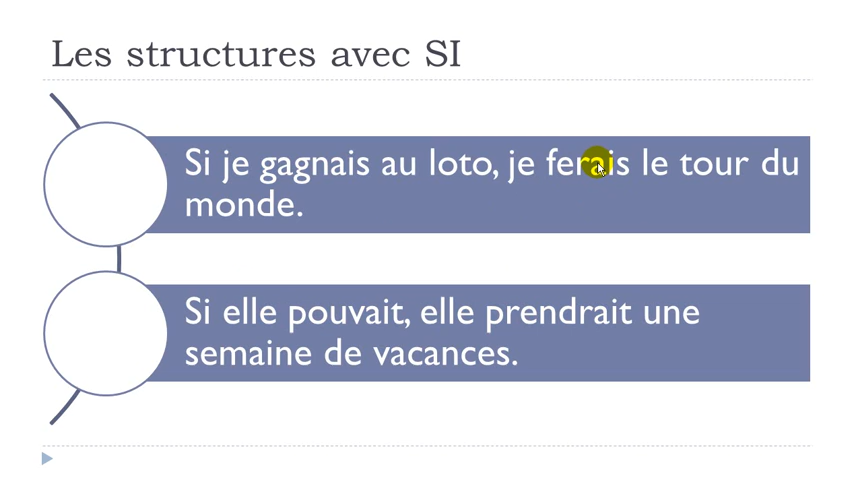 Les structures avec SI
Si je gagnais au loto, je ferais le tour du
monde.
Si elle pouvait, elle prendrait une
semaine de vacances.